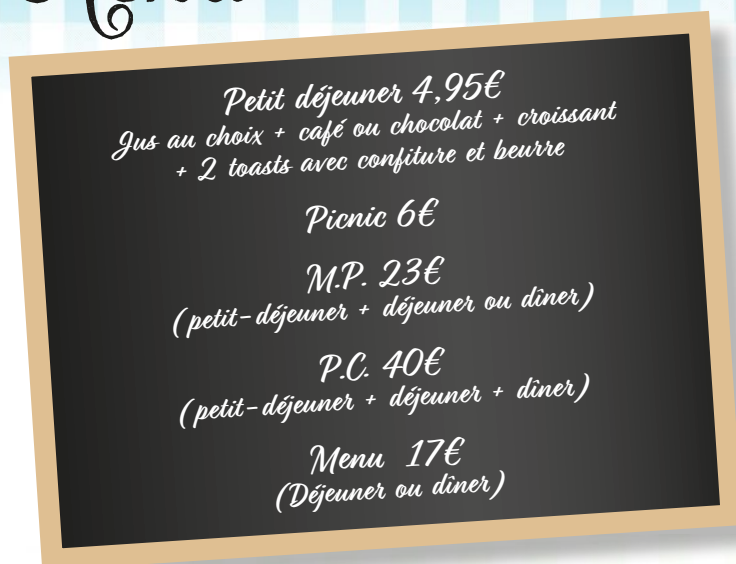 Petit déjeuner 4,95€
Jus au choix + café ou chocolat + croissant
+ 2 toasts avec confiture et beurre
Picnic 6€
M.P. 23€
(petit-déjeuner + déjeuner ou dîner)
P.C. 40€
(petit-déjeuner + déjeuner + dîner)
Menu 17€
(Déjeuner ou dîner)